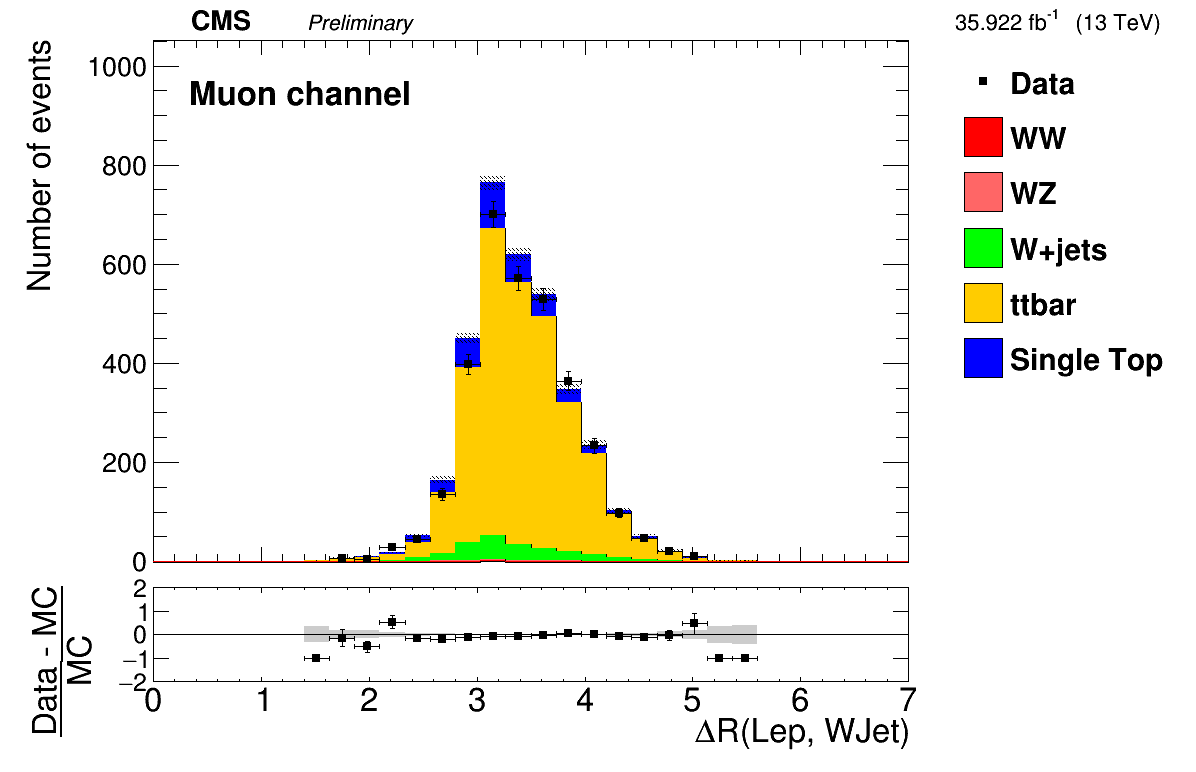 CMS Preliminary 35.922 fb-1 (13 TeV)
Number of events
1000
800
600
400
200
0
Muon channel
Data
WW
WZ
W+jets
ttbar
Single Top
Data - MC
MC
2
1
0
−1
−2
0 1 2 3 4 5 6 7
ΔR(Lep, WJet)